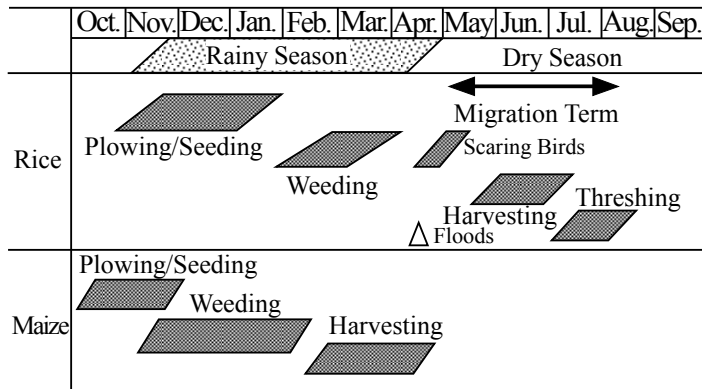 Oct. Nov. Dec. Jan. Feb. Mar. Apr. May Jun. Jul. Aug. Sep.
Rainy Season Dry Season
Migration Term
Rice
Plowing/Seeding
Scaring Birds
Weeding
Harvesting
Threshing
Floods
Maize
Plowing/Seeding
Weeding
Harvesting